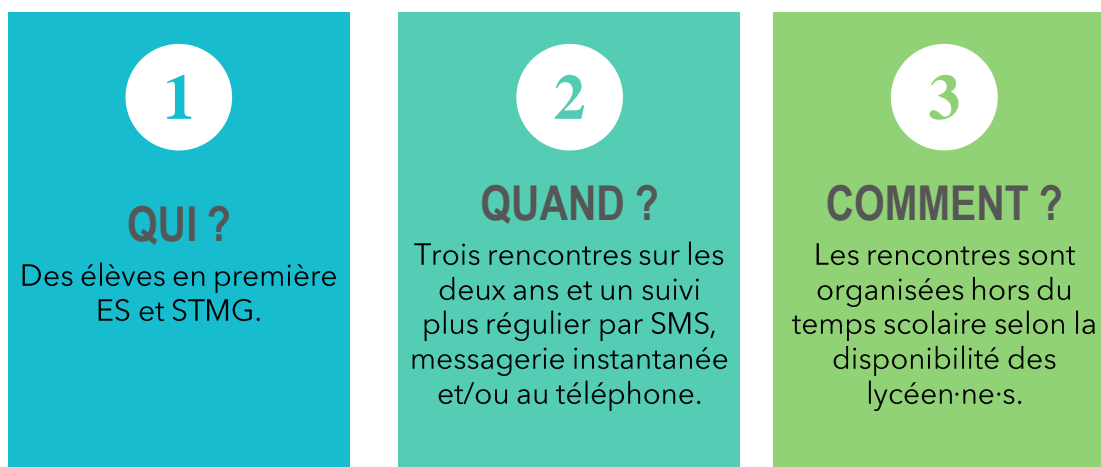 1
QUI ?
Des élèves en première
ES et STMG.
2
QUAND ?
Trois rencontres sur les
deux ans et un suivi
plus régulier par SMS,
messagerie instantanée
et/ou au téléphone.
3
COMMENT ?
Les rencontres sont
organisées hors du
temps scolaire selon la
disponibilité des
lycéen·ne·s.